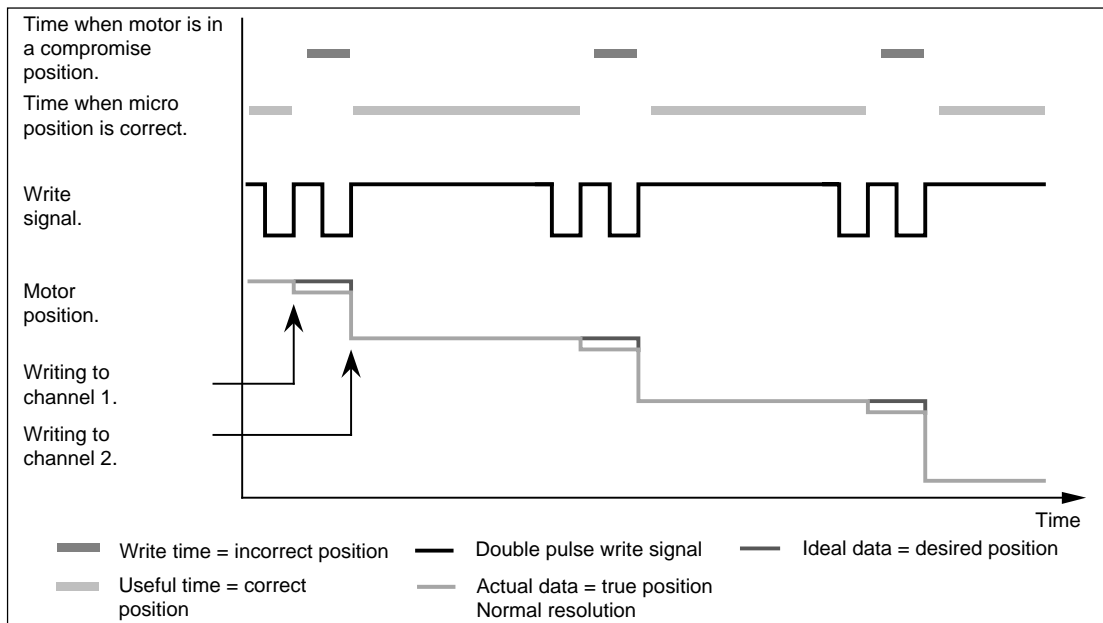 Time when motor is in
a compromise
position.
Time when micro
position is correct.
Write
signal.
Motor
position.
Writing to
channel 1.
Writing to
channel 2.
Time
Write time = incorrect position
Double pulse write signal
Ideal data = desired position
Useful time = correct
position
Actual data = true position
Normal resolution